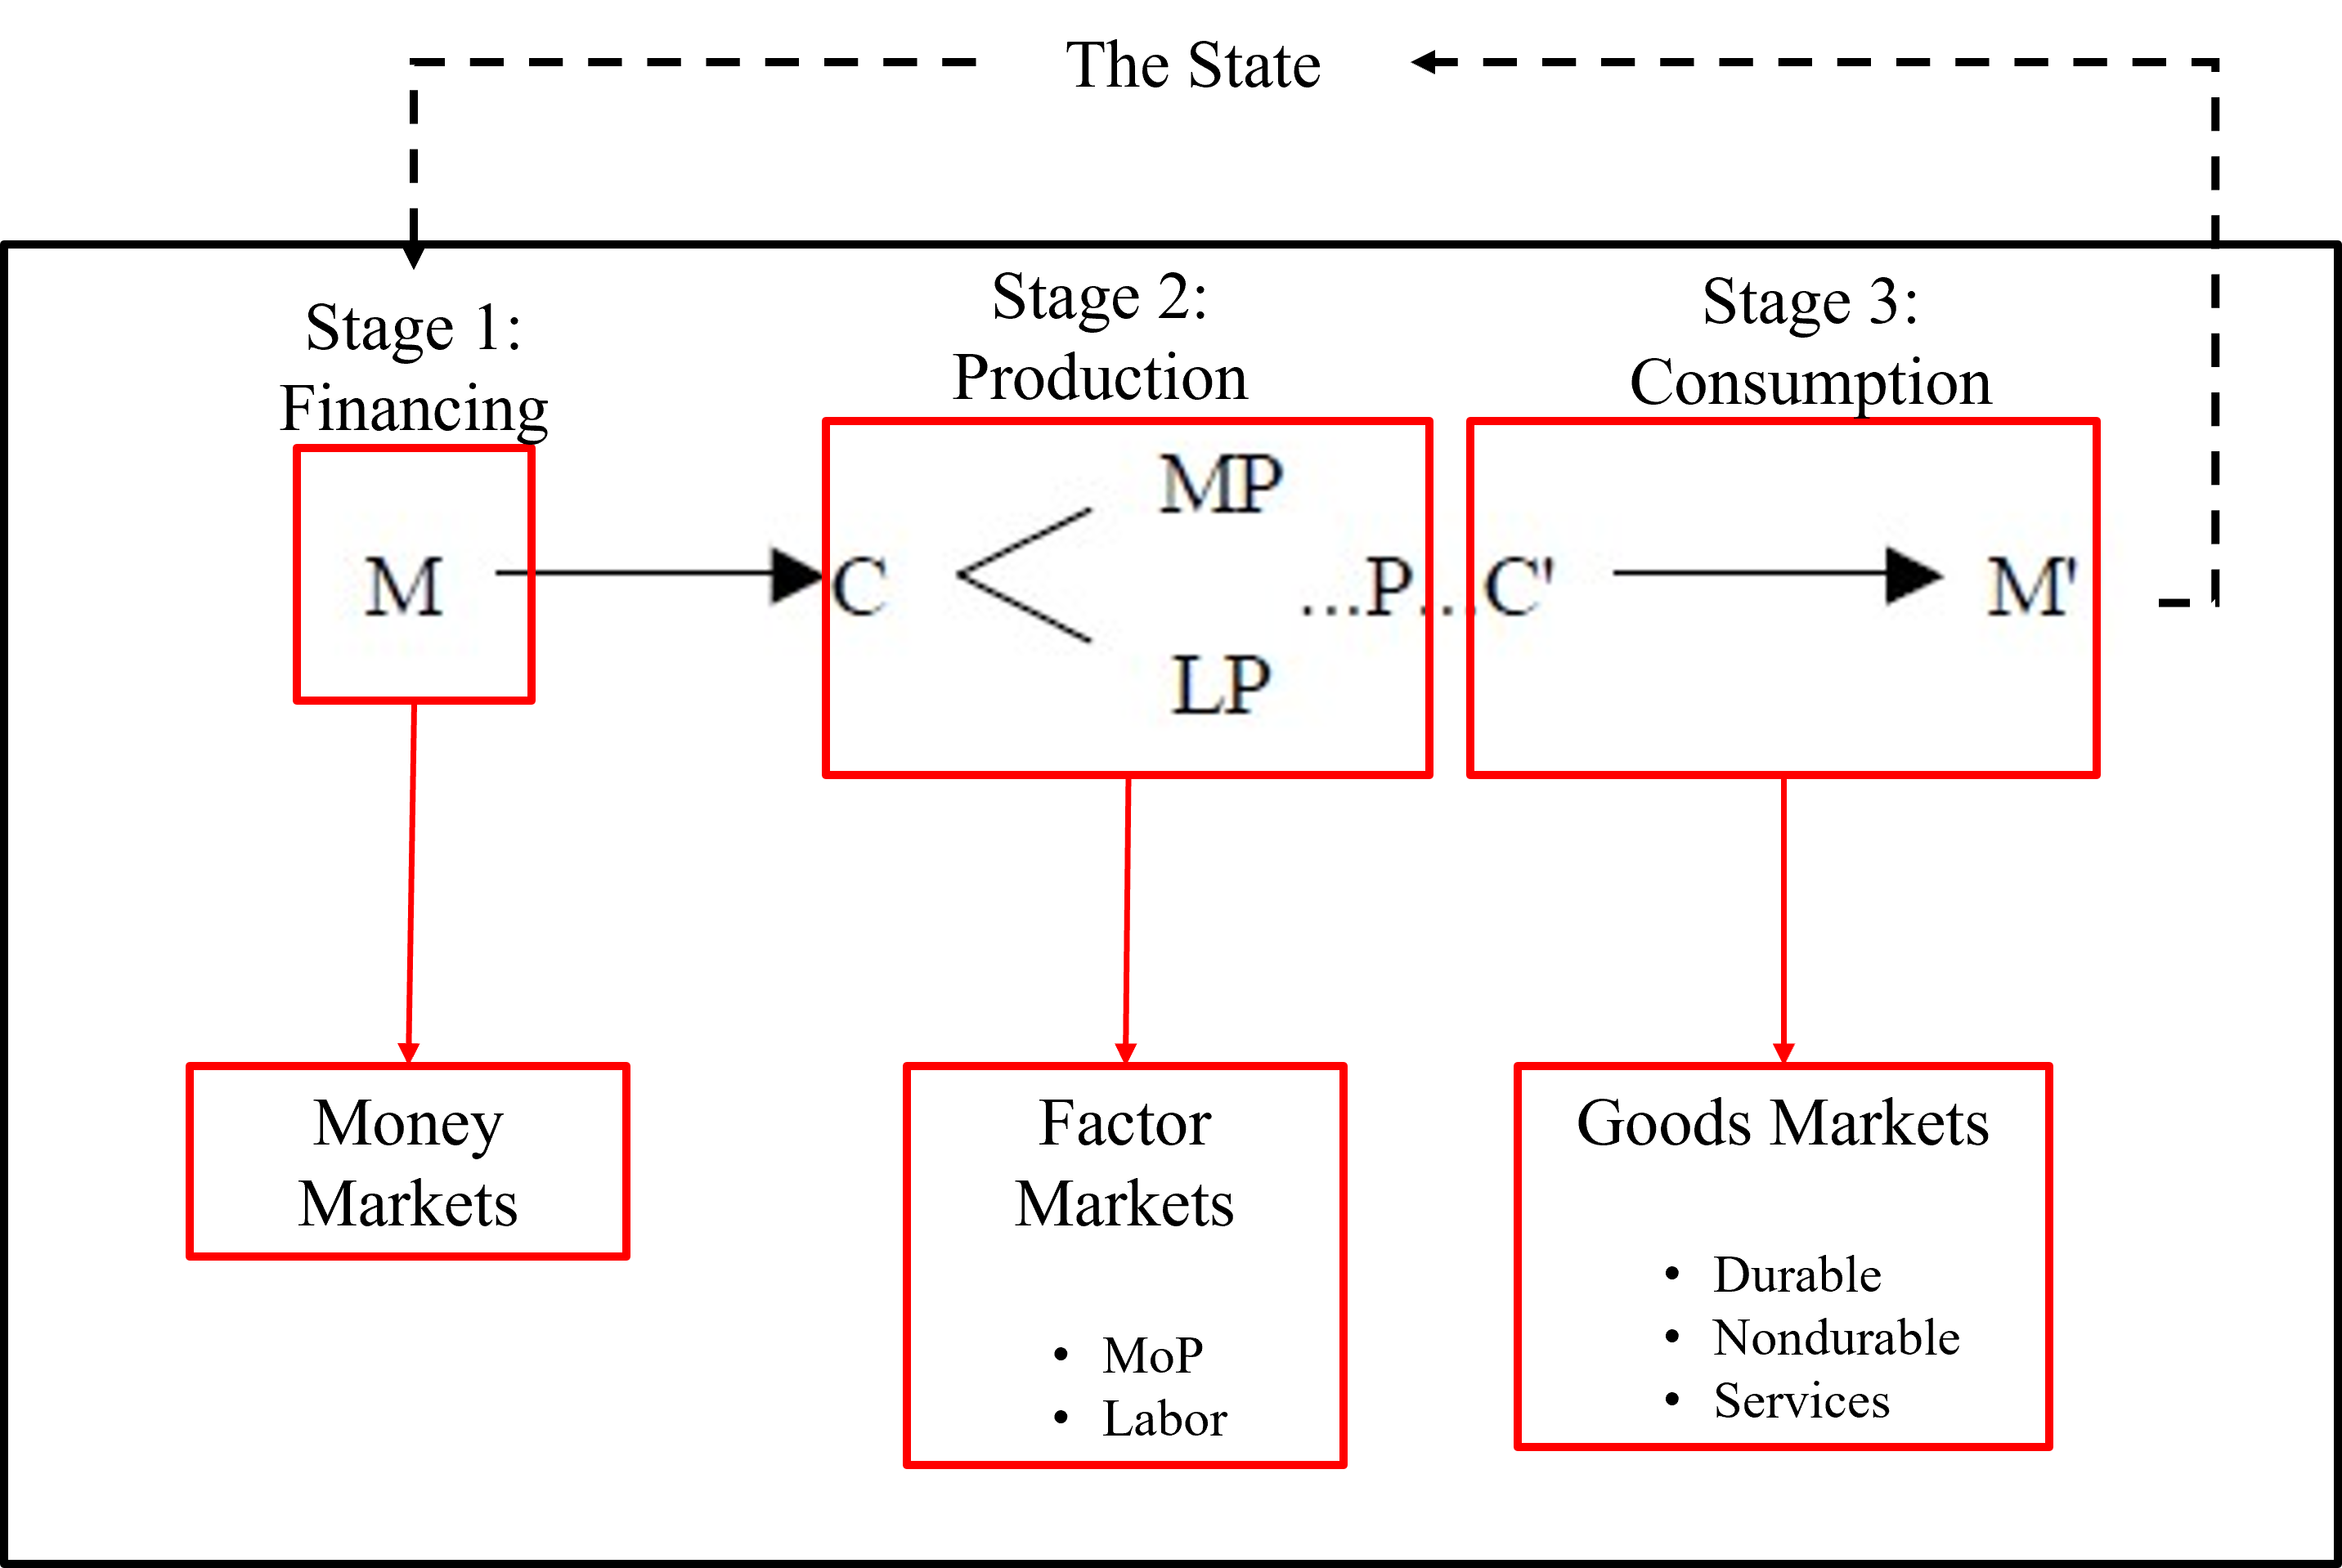 The State
Stage 1:
Financing
Stage 2:
Production
Stage 3:
Consumption
M
C
MP
LP
...P...C'
M'
Money
Markets
Factor
Markets
• MoP
• Labor
Goods Markets
• Durable
• Nondurable
• Services